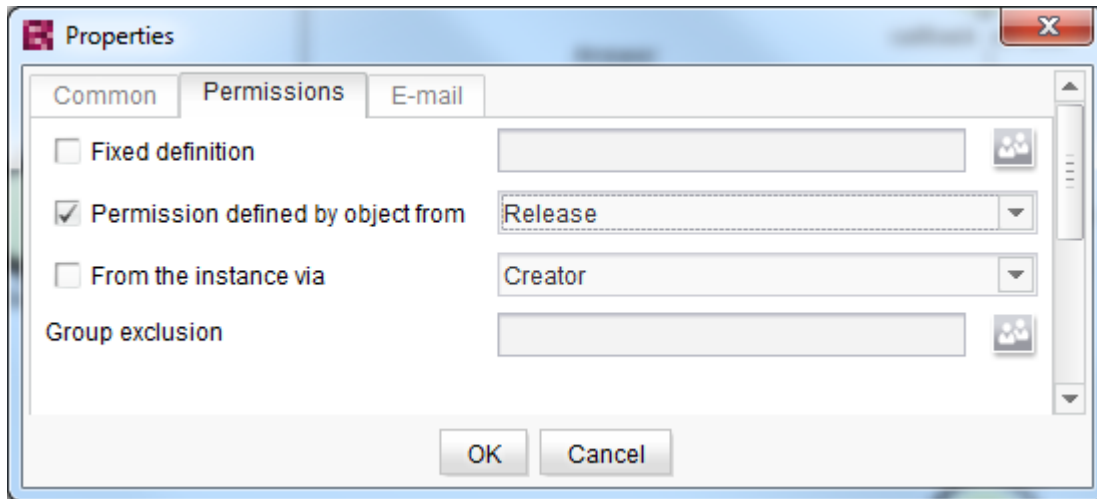 Properties
Common Permissions E-mail
Fixed definition
Permission defined by object from Release
From the instance via Creator
Group exclusion
OK Cancel